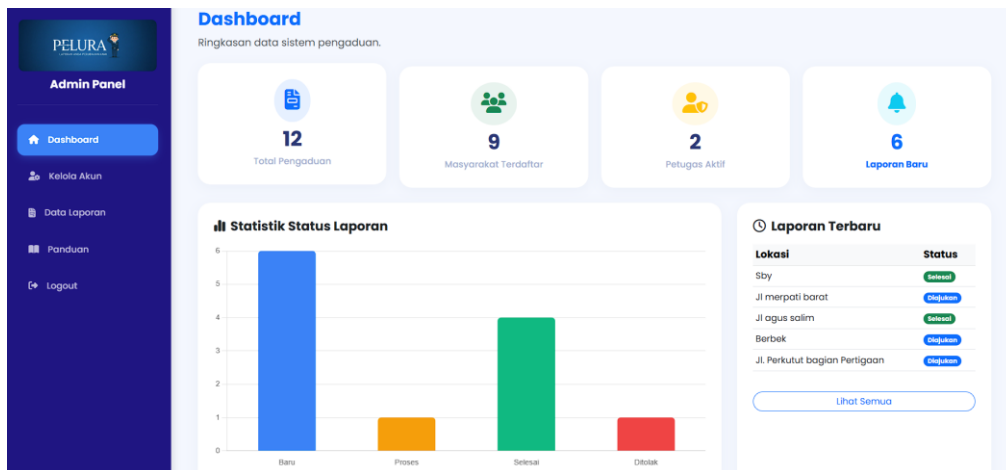 PELURA
Admin Panel
Dashboard
Kelola Akun
Data Laporan
Panduan
Logout
Dashboard
Ringkasan data sistem pengaduan.
12
Total Pengaduan
9
Masyarakat Terdaftar
2
Petugas Aktif
6
Laporan Baru
Statistik Status Laporan
6
5
4
3
2
1
0
Baru Proses Selesai Ditolak
Laporan Terbaru
Lokasi Status
Sby Selesai
Jl merpati barat Diajukan
Jl agus salim Selesai
Berbek Diajukan
Jl. Perkutut bagian Pertigaan Diajukan
Lihat Semua